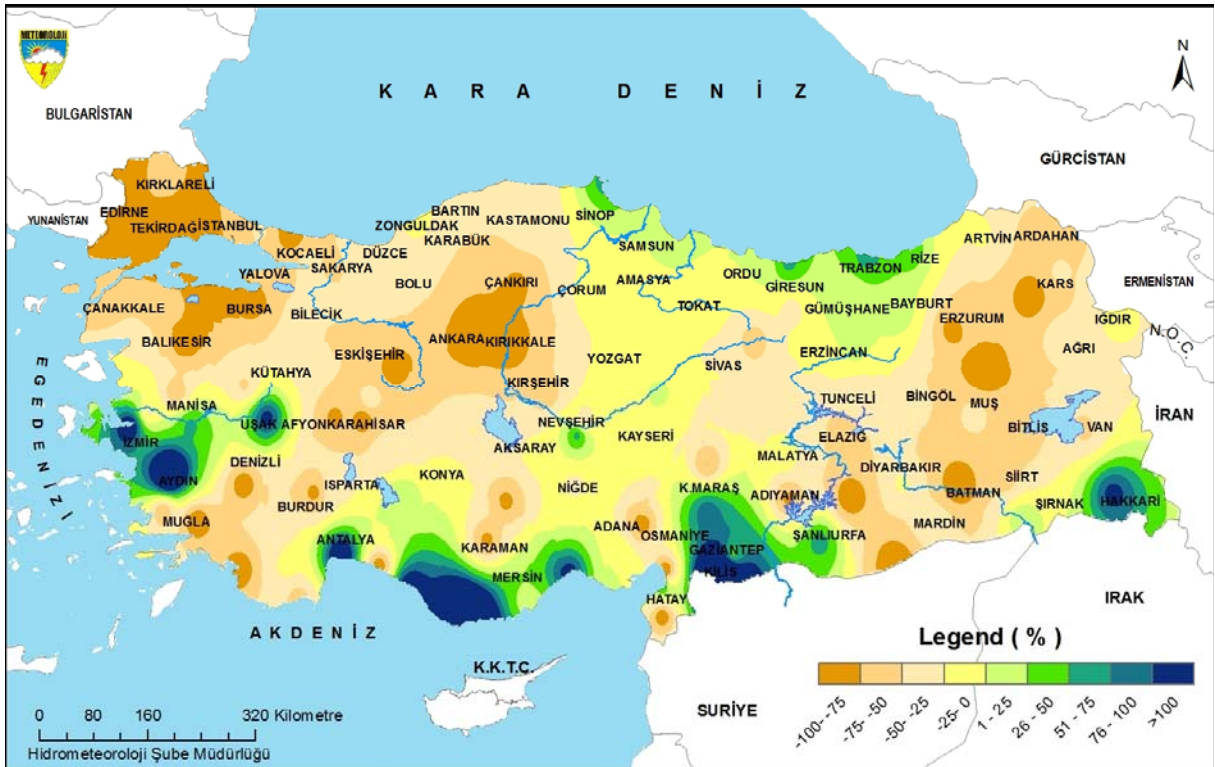 METEOROLOJİ
N
K A R A D E N İ Z
BULGARİSTAN
GÜRCİSTAN
YUNANİSTAN
ERMENİSTAN
N.Ö.C.
İRAN
IRAK
SURİYE
K.K.T.C.
E G E D E N İ Z İ
A K D E N İ Z
KIRKLARELİ
EDİRNE
TEKİRDAĞ
İSTANBUL
KOCAELİ
YALOVA
SAKARYA
DÜZCE
ZONGULDAK
BARTIN
KARABÜK
KASTAMONU
SİNOP
SAMSUN
BOLU
ÇANKIRI
ÇORUM
AMASYA
TOKAT
ORDU
GİRESUN
TRABZON
RİZE
ARTVİN
ARDAHAN
KARS
GÜMÜŞHANE
BAYBURT
ERZURUM
IĞDIR
AĞRI
ÇANAKKALE
BURSA
BİLECİK
BALIKESİR
ESKİŞEHİR
ANKARA
KIRIKKALE
YOZGAT
SİVAS
ERZİNCAN
KÜTAHYA
KIRŞEHİR
TUNCELİ
BİNGÖL
MUŞ
MANİSA
UŞAK
AFYONKARAHİSAR
NEVŞEHİR
AKSARAY
KAYSERİ
MALATYA
ELAZIĞ
BİTLİS
VAN
İZMİR
AYDIN
DENİZLİ
ISPARTA
KONYA
NİĞDE
K.MARAŞ
ADIYAMAN
DİYARBAKIR
BATMAN
SİİRT
ŞIRNAK
HAKKARİ
MUĞLA
BURDUR
ANTALYA
KARAMAN
MERSİN
ADANA
OSMANİYE
GAZİANTEP
KİLİS
ŞANLIURFA
MARDİN
HATAY
Legend ( % )
-100--75
-75--50
-50--25
-25- 0
1 - 25
26 - 50
51 - 75
76 - 100
>100
0 80 160 320 Kilometre
Hidrometeoroloji Şube Müdürlüğü